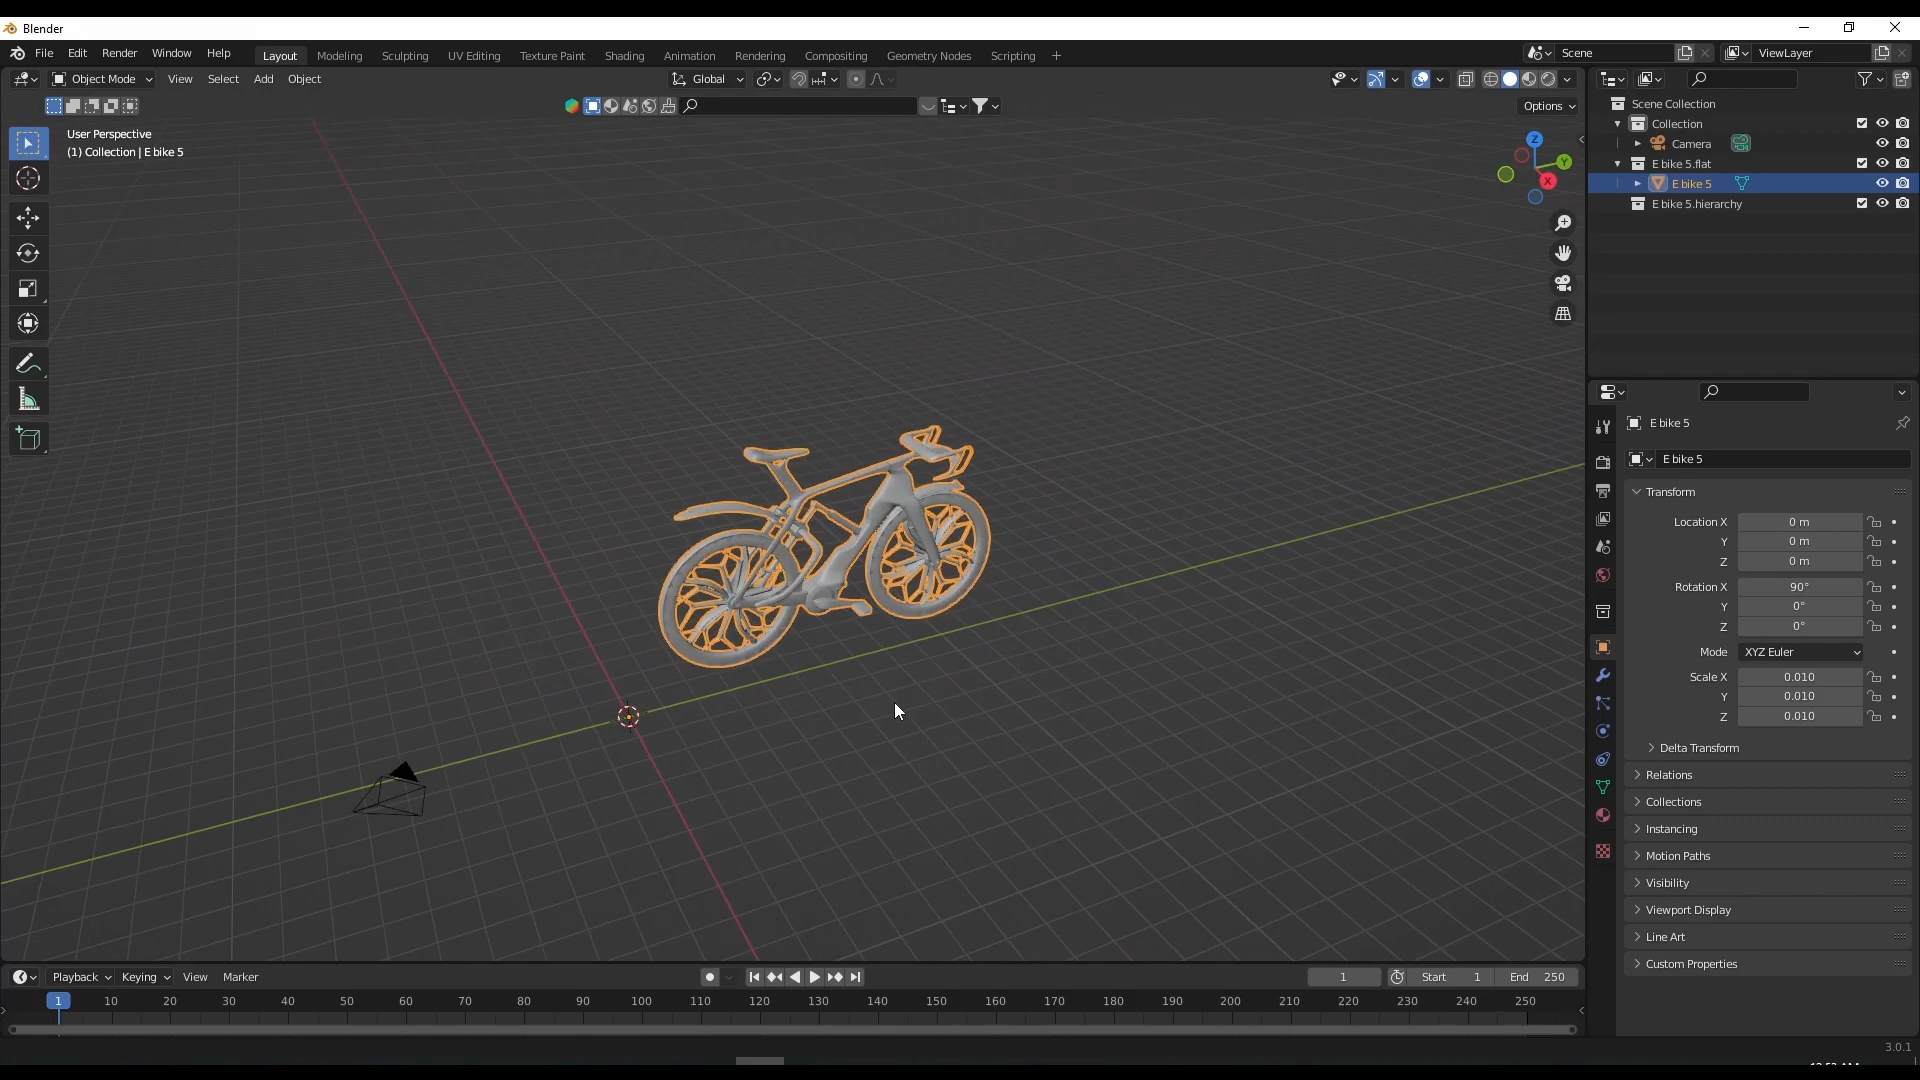 Blender
File Edit Render Window Help
Layout Modeling Sculpting UV Editing Texture Paint Shading Animation Rendering Compositing Geometry Nodes Scripting +
Scene
ViewLayer
Object Mode View Select Add Object
Global
Options
User Perspective
(1) Collection | E bike 5
Z
Y
X
Scene Collection
Collection
Camera
E bike 5.flat
E bike 5
E bike 5.hierarchy
E bike 5
E bike 5
Transform
Location X 0 m
Y 0 m
Z 0 m
Rotation X 90°
Y 0°
Z 0°
Mode XYZ Euler
Scale X 0.010
Y 0.010
Z 0.010
Delta Transform
Relations
Collections
Instancing
Motion Paths
Visibility
Viewport Display
Line Art
Custom Properties
Playback Keying View Marker
1 Start 1 End 250
1 10 20 30 40 50 60 70 80 90 100 110 120 130 140 150 160 170 180 190 200 210 220 230 240 250
3.0.1